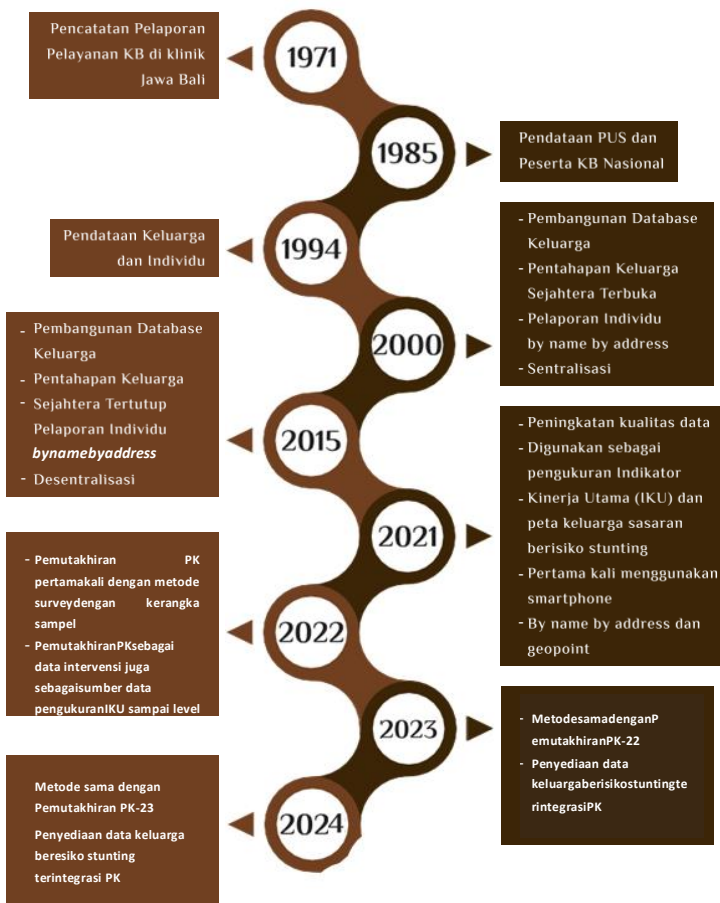 Pencatatan Pelaporan
Pelayanan KB di klinik
Jawa Bali
1971
1985
Pendataan PUS dan
Peserta KB Nasional
Pendataan Keluarga
dan Individu
1994
2000
- Pembangunan Database
Keluarga
- Pentahapan Keluarga
Sejahtera Terbuka
- Pelaporan Individu
by name by address
- Sentralisasi
- Pembangunan Database
Keluarga
- Pentahapan Keluarga
- Sejahtera Tertutup
Pelaporan Individu
bynamebyaddress
- Desentralisasi
2015
2021
- Peningkatan kualitas data
- Digunakan sebagai
pengukuran Indikator
- Kinerja Utama (IKU) dan
peta keluarga sasaran
berisiko stunting
- Pertama kali menggunakan
smartphone
- By name by address dan
geopoint
- Pemutakhiran PK
pertamakali dengan metode
surveydengan kerangka
sampel
- PemutakhiranPKsebagai
data intervensi juga
sebagaisumber data
pengukuranIKU sampai level
2022
2023
- MetodesamadenganP
emutakhiranPK-22
- Penyediaan data
keluargaberisikostuntingte
rintegrasiPK
Metode sama dengan
Pemutakhiran PK-23
Penyediaan data keluarga
beresiko stunting
terintegrasi PK
2024